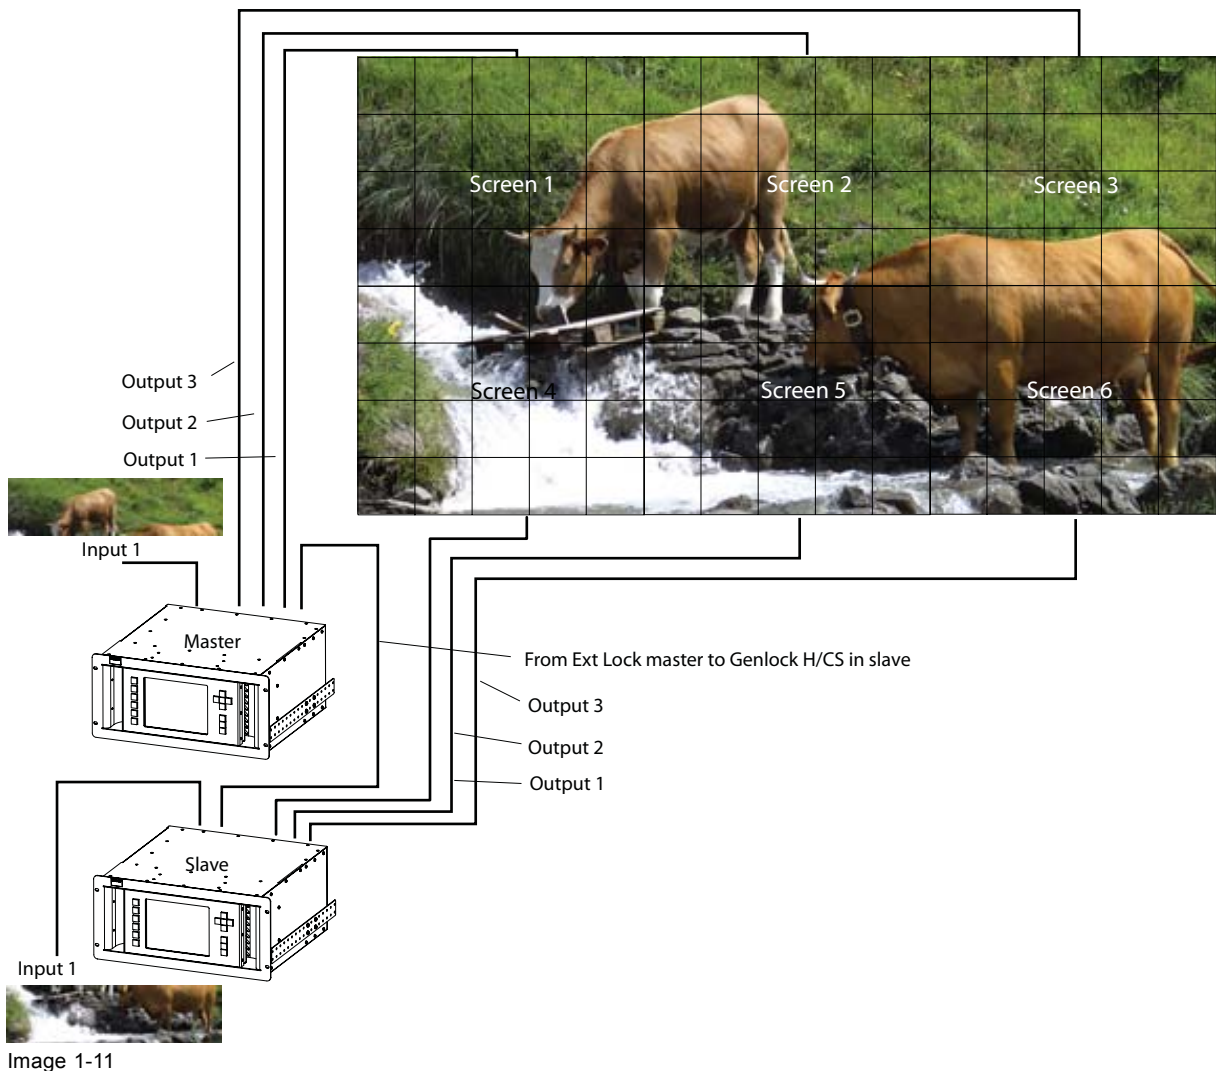 Screen 1
Screen 2
Screen 3
Screen 4
Screen 5
Screen 6
Output 3
Output 2
Output 1
Input 1
Master
From Ext Lock master to Genlock H/CS in slave
Output 3
Output 2
Output 1
Slave
Input 1
Image 1-11